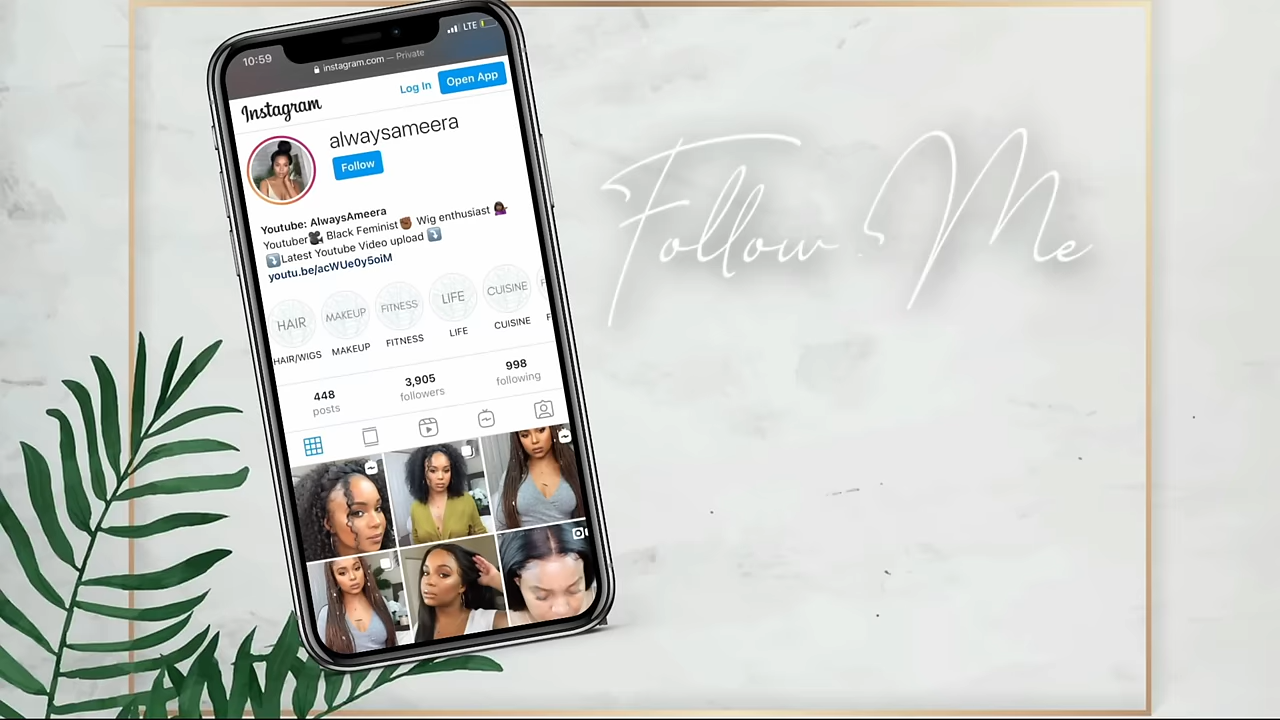 10:59
LTE
instagram.com — Private
Instagram
Log In
Open App
alwaysameera
Follow
Youtube: AlwaysAmeera
Youtuber🎥 Black Feminist✊🏾 Wig enthusiast 💁🏾‍♀️
⤵️Latest Youtube Video upload ⤵️
youtu.be/acWUe0y5oiM
HAIR MAKEUP FITNESS LIFE CUISINE
HAIR/WIGS MAKEUP FITNESS LIFE CUISINE F
448 3,905 998
posts followers following
Follow Me